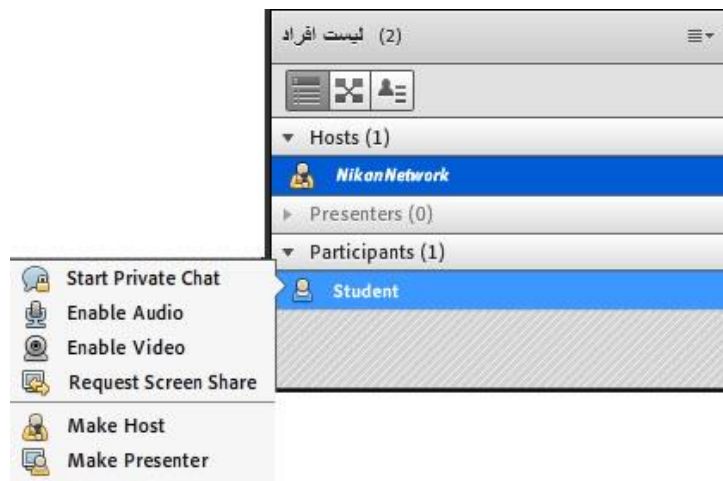 لیست افراد (2)
Hosts (1)
NikanNetwork
Presenters (0)
Participants (1)
Student
Start Private Chat
Enable Audio
Enable Video
Request Screen Share
Make Host
Make Presenter